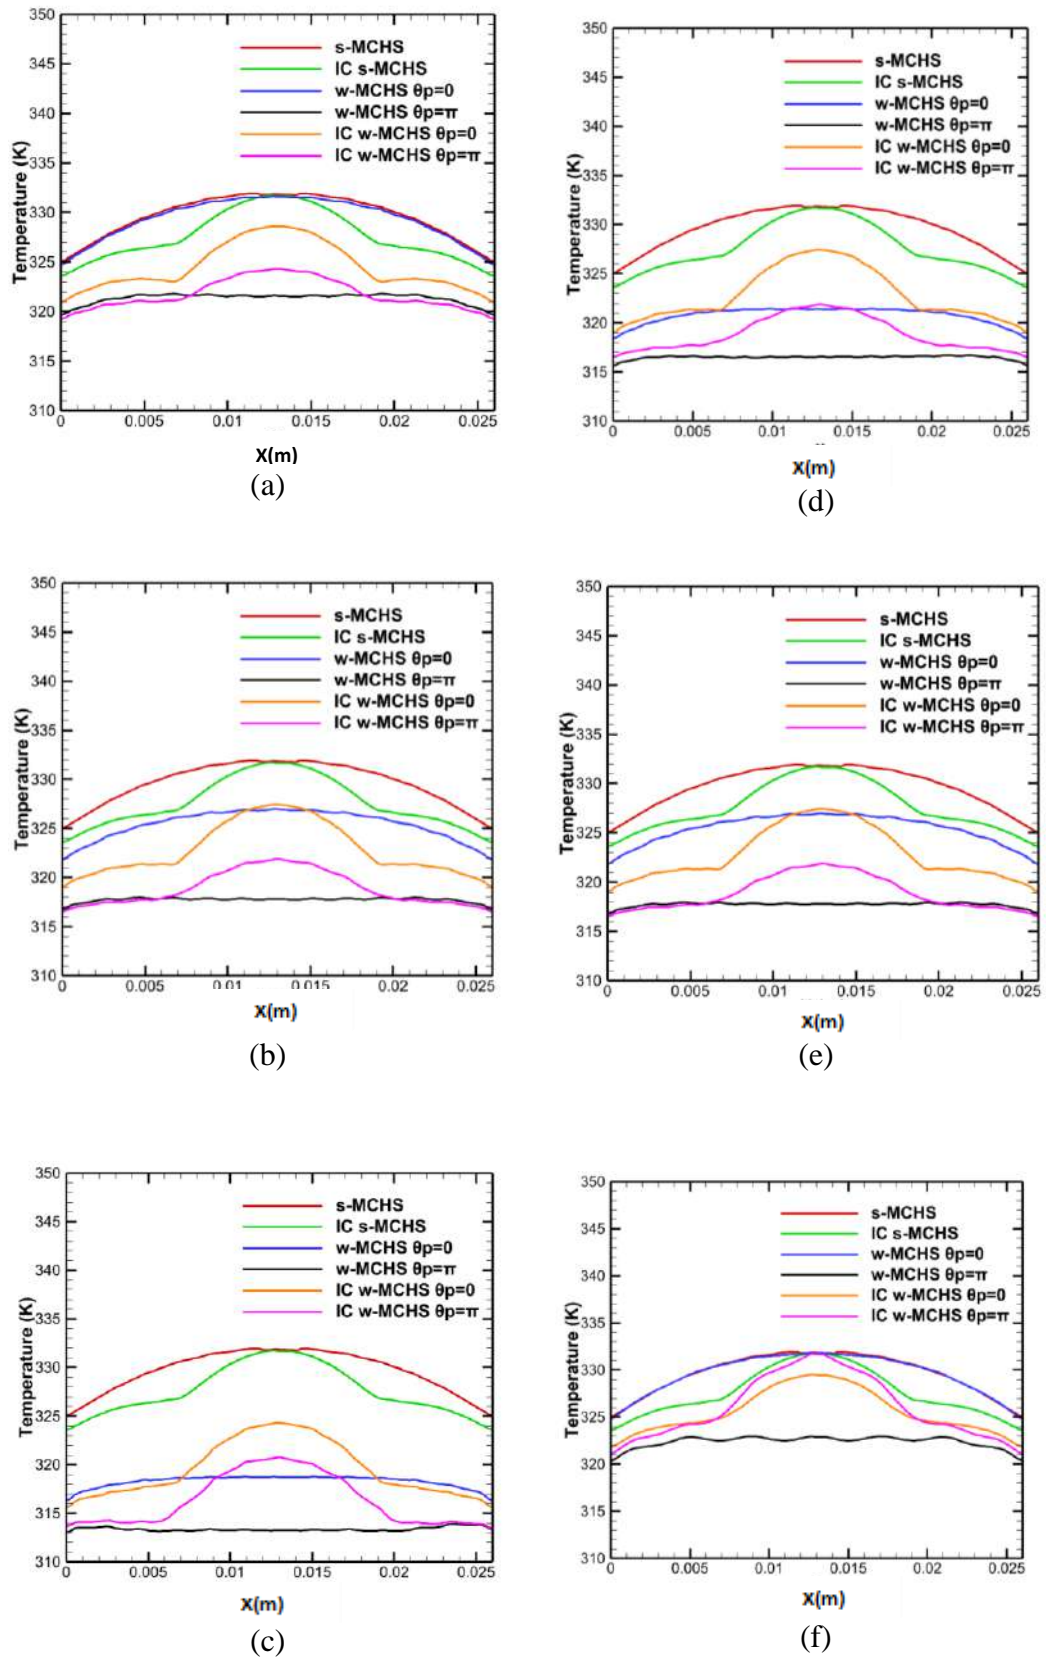 350
345
340
335
330
325
320
315
310
Temperature (K)
s-MCHS
IC s-MCHS
w-MCHS θp=0
w-MCHS θp=π
IC w-MCHS θp=0
IC w-MCHS θp=π
0 0.005 0.01 0.015 0.02 0.025
X(m)
(a)
350
345
340
335
330
325
320
315
310
Temperature (K)
s-MCHS
IC s-MCHS
w-MCHS θp=0
w-MCHS θp=π
IC w-MCHS θp=0
IC w-MCHS θp=π
0 0.005 0.01 0.015 0.02 0.025
X(m)
(d)
350
345
340
335
330
325
320
315
310
Temperature (K)
s-MCHS
IC s-MCHS
w-MCHS θp=0
w-MCHS θp=π
IC w-MCHS θp=0
IC w-MCHS θp=π
0 0.005 0.01 0.015 0.02 0.025
X(m)
(b)
350
345
340
335
330
325
320
315
310
Temperature (K)
s-MCHS
IC s-MCHS
w-MCHS θp=0
w-MCHS θp=π
IC w-MCHS θp=0
IC w-MCHS θp=π
0 0.005 0.01 0.015 0.02 0.025
X(m)
(e)
350
345
340
335
330
325
320
315
310
Temperature (K)
s-MCHS
IC s-MCHS
w-MCHS θp=0
w-MCHS θp=π
IC w-MCHS θp=0
IC w-MCHS θp=π
0 0.005 0.01 0.015 0.02 0.025
X(m)
(c)
350
345
340
335
330
325
320
315
310
Temperature (K)
s-MCHS
IC s-MCHS
w-MCHS θp=0
w-MCHS θp=π
IC w-MCHS θp=0
IC w-MCHS θp=π
0 0.005 0.01 0.015 0.02 0.025
X(m)
(f)